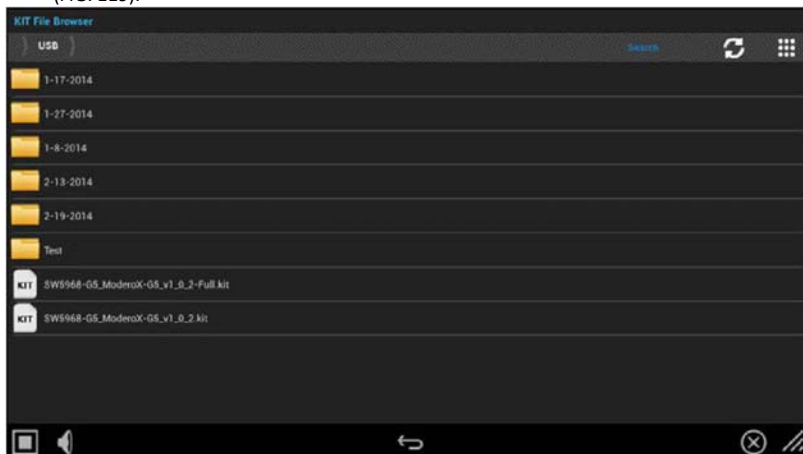 KIT File Browser
USB
Search
1-17-2014
1-27-2014
1-8-2014
2-13-2014
2-19-2014
Test
KIT SW5968-G5_ModeroX-G5_v1_0_2-Full.kit
KIT SW5968-G5_ModeroX-G5_v1_0_2.kit